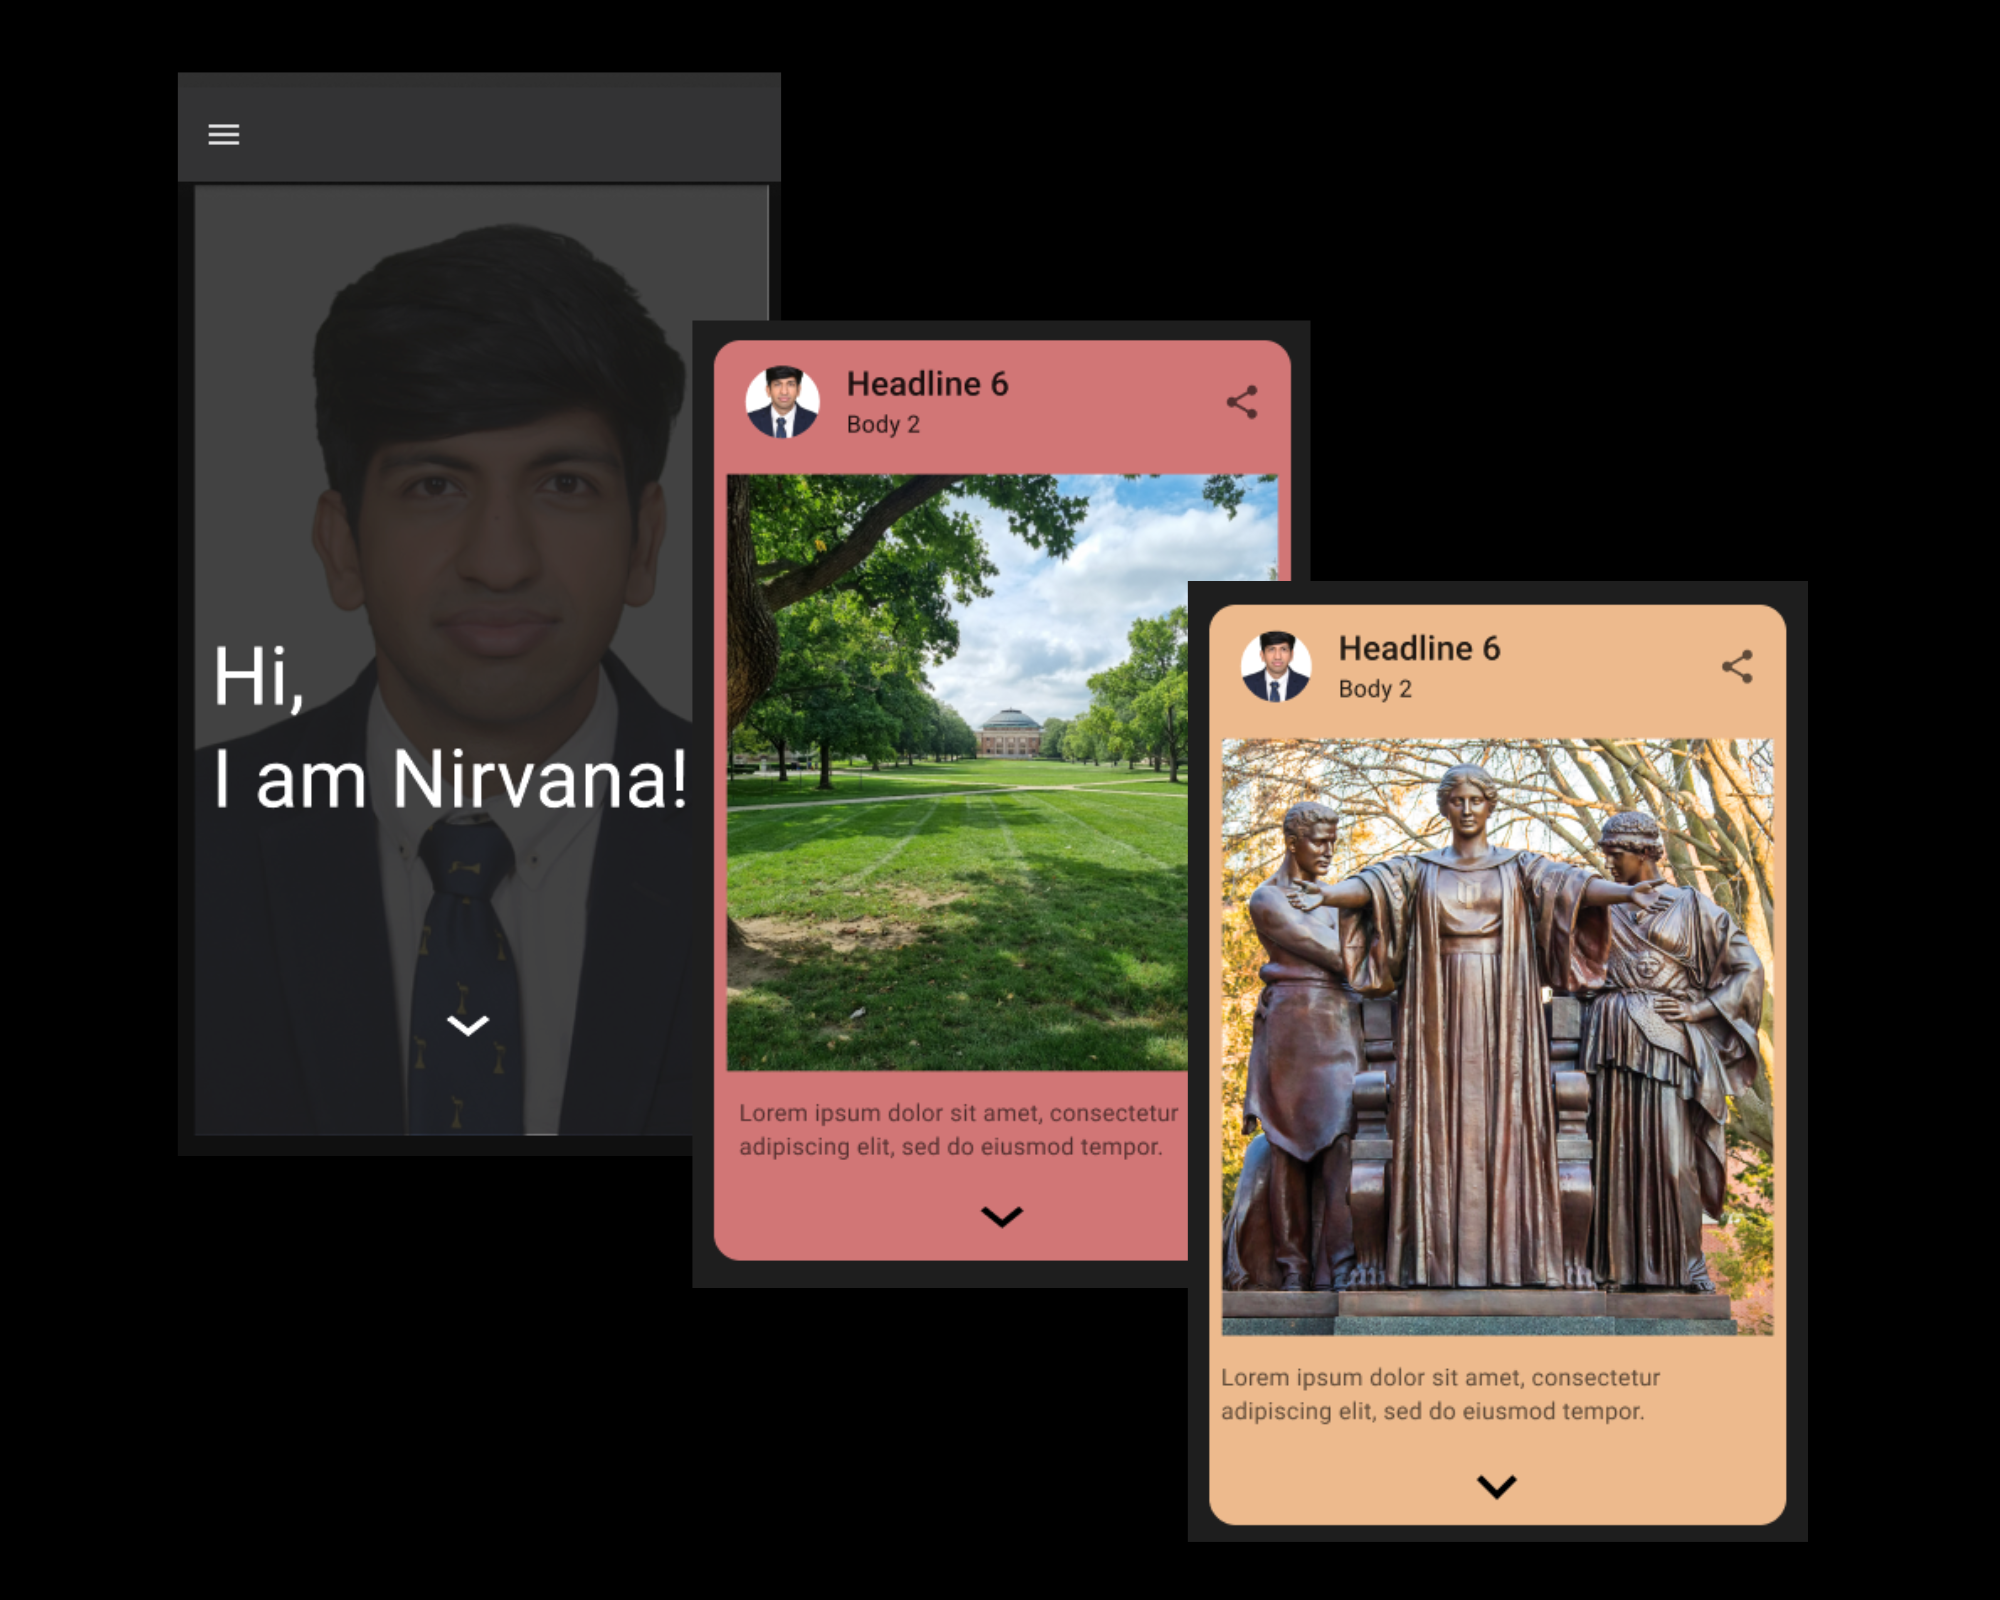 Hi,
I am Nirvana!
Headline 6
Body 2
Lorem ipsum dolor sit amet, consectetur
adipiscing elit, sed do eiusmod tempor.
Headline 6
Body 2
Lorem ipsum dolor sit amet, consectetur
adipiscing elit, sed do eiusmod tempor.